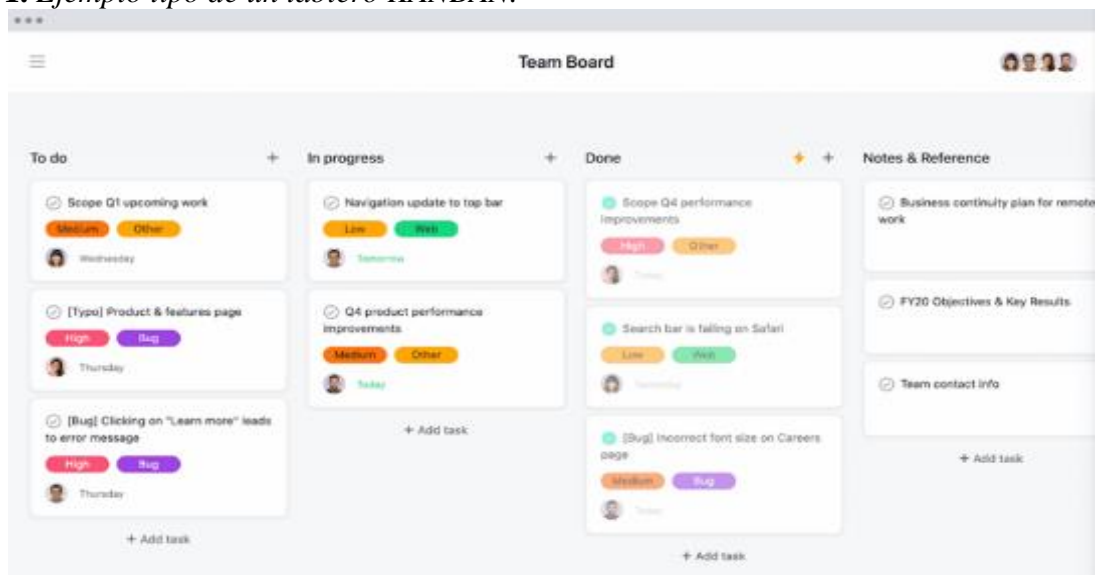 Ejemplo tipo de un tablero KANBAN.
Team Board
To do
Scope Q1 upcoming work
Medium Other
Wednesday
[Typo] Product & features page
High Bug
Thursday
[Bug] Clicking on "Learn more" leads
to error message
High Bug
Thursday
+ Add task
In progress
Navigation update to top bar
Low Web
Tomorrow
Q4 product performance
improvements
Medium Other
Today
+ Add task
Done
Scope Q4 performance
improvements
High Other
Today
Search bar is failing on Safari
Low Web
[Bug] Incorrect font size on Careers
page
Medium Bug
Today
+ Add task
Notes & Reference
Business continuity plan for remote
work
FY20 Objectives & Key Results
Team contact info
+ Add task